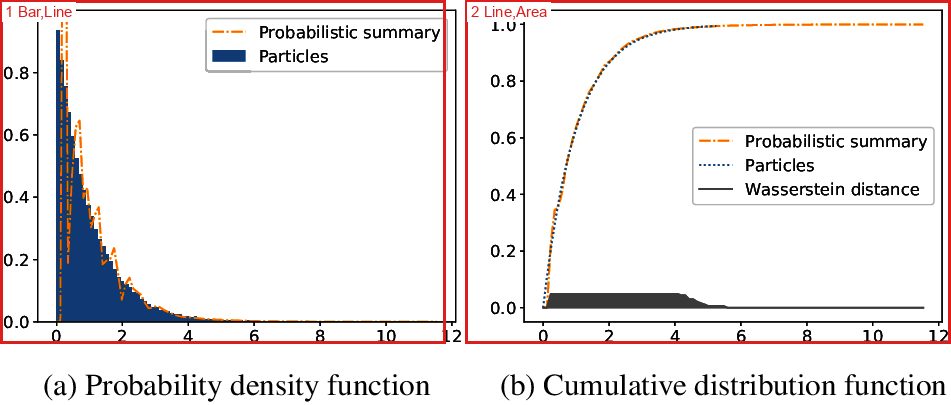 1 Bar,Line
Probabilistic summary
Particles
0.8
0.6
0.4
0.2
0.0
0 2 4 6 8 10 12
(a) Probability density function
2 Line,Area
1.0
0.8
0.6
0.4
0.2
0.0
Probabilistic summary
Particles
Wasserstein distance
0 2 4 6 8 10 12
(b) Cumulative distribution function